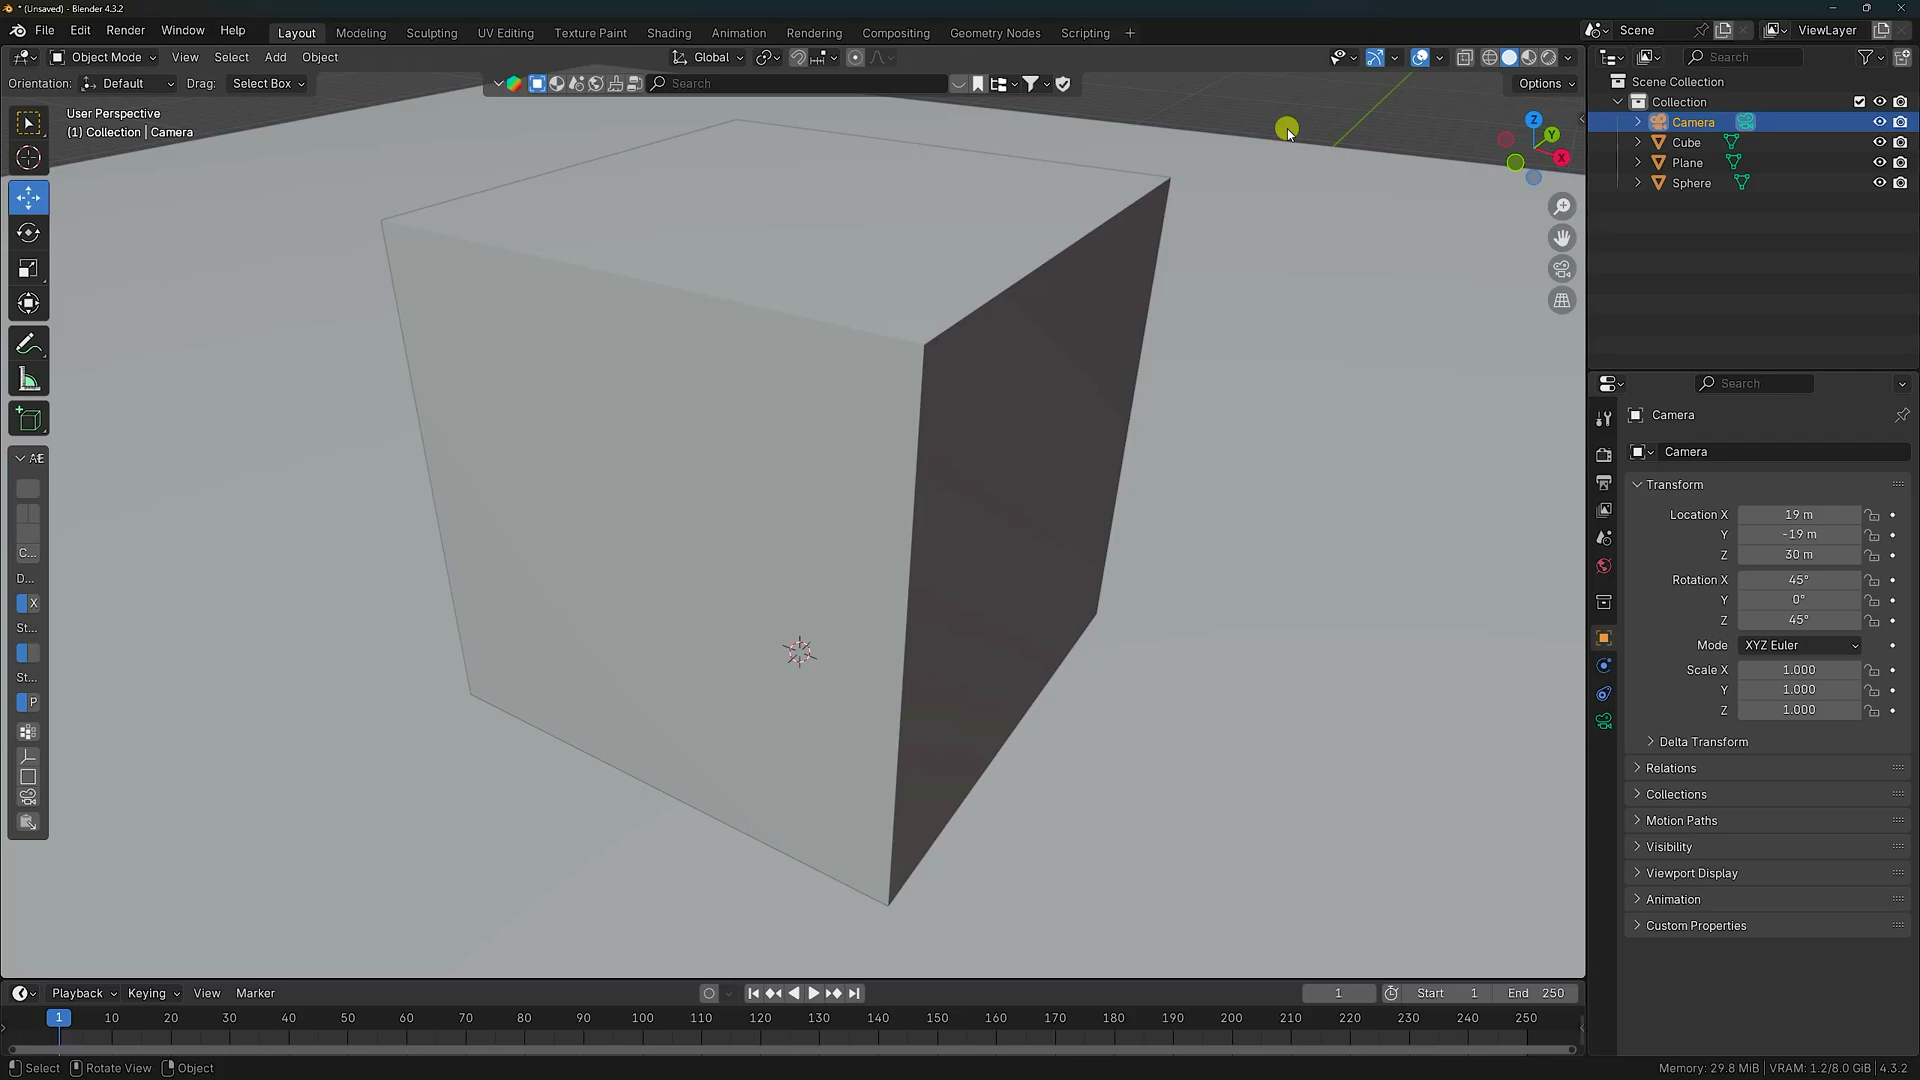 * (Unsaved) - Blender 4.3.2
File Edit Render Window Help Layout Modeling Sculpting UV Editing Texture Paint Shading Animation Rendering Compositing Geometry Nodes Scripting + Scene ViewLayer
Object Mode View Select Add Object Global Search
Orientation: Default Drag: Select Box Search Options
User Perspective
(1) Collection | Camera
Z
Y
X
Scene Collection
Collection
Camera
Cube
Plane
Sphere
Search
Camera
Camera
Transform
Location X 19 m
Y -19 m
Z 30 m
Rotation X 45°
Y 0°
Z 45°
Mode XYZ Euler
Scale X 1.000
Y 1.000
Z 1.000
Delta Transform
Relations
Collections
Motion Paths
Visibility
Viewport Display
Animation
Custom Properties
AE
C...
D...
X
St...
St...
P
Playback Keying View Marker 1 Start 1 End 250
1 10 20 30 40 50 60 70 80 90 100 110 120 130 140 150 160 170 180 190 200 210 220 230 240 250
Select Rotate View Object Memory: 29.8 MiB | VRAM: 1.2/8.0 GiB | 4.3.2